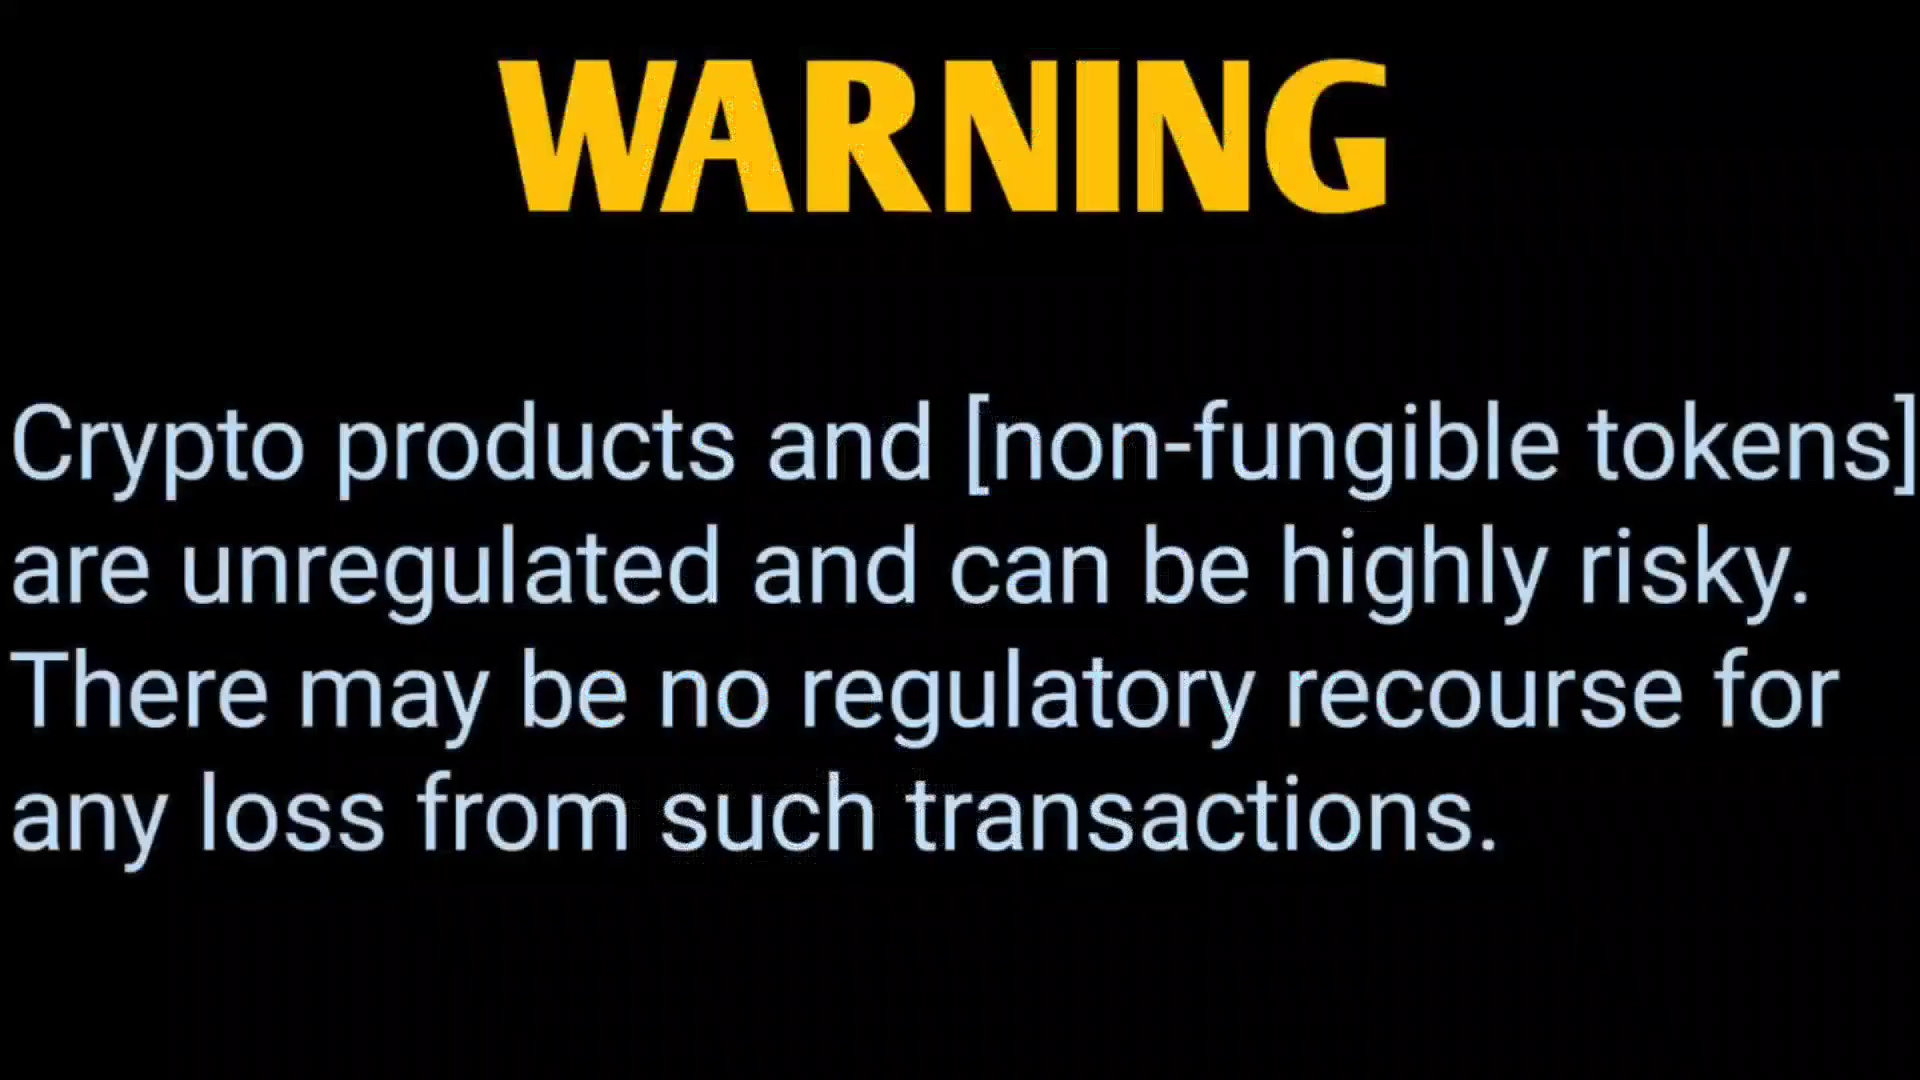 WARNING
Crypto products and [non-fungible tokens]
are unregulated and can be highly risky.
There may be no regulatory recourse for
any loss from such transactions.